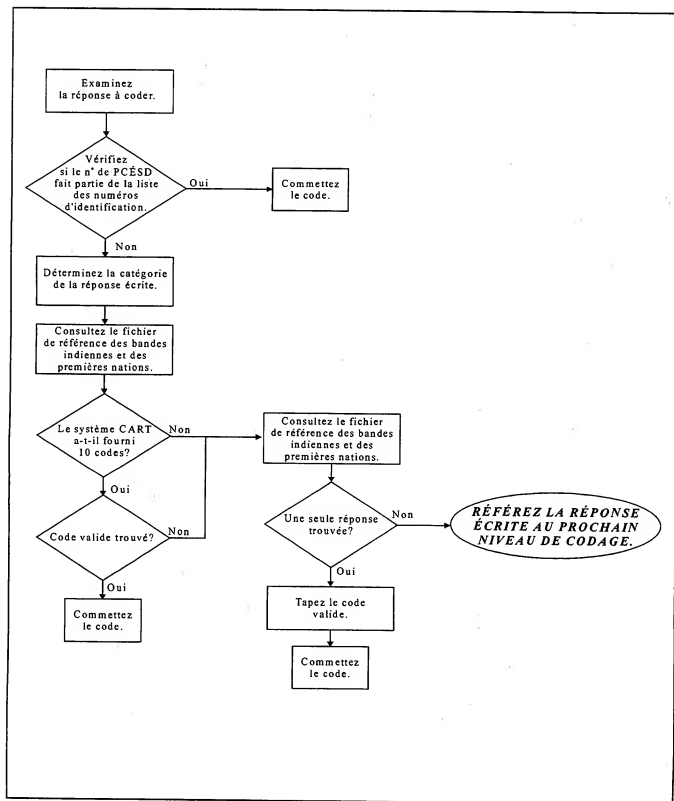 Examinez
la réponse à coder.
Vérifiez
si le n° de PCÉSD
fait partie de la liste
des numéros
d'identification.
Oui
Commettez
le code.
Non
Déterminez la catégorie
de la réponse écrite.
Consultez le fichier
de référence des bandes
indiennes et des
premières nations.
Le système CART
a-t-il fourni
10 codes?
Non
Consultez le fichier
de référence des bandes
indiennes et des
premières nations.
Oui
Code valide trouvé?
Non
Une seule réponse
trouvée?
Non
RÉFÉREZ LA RÉPONSE
ÉCRITE AU PROCHAIN
NIVEAU DE CODAGE.
Oui
Commettez
le code.
Oui
Tapez le code
valide.
Commettez
le code.